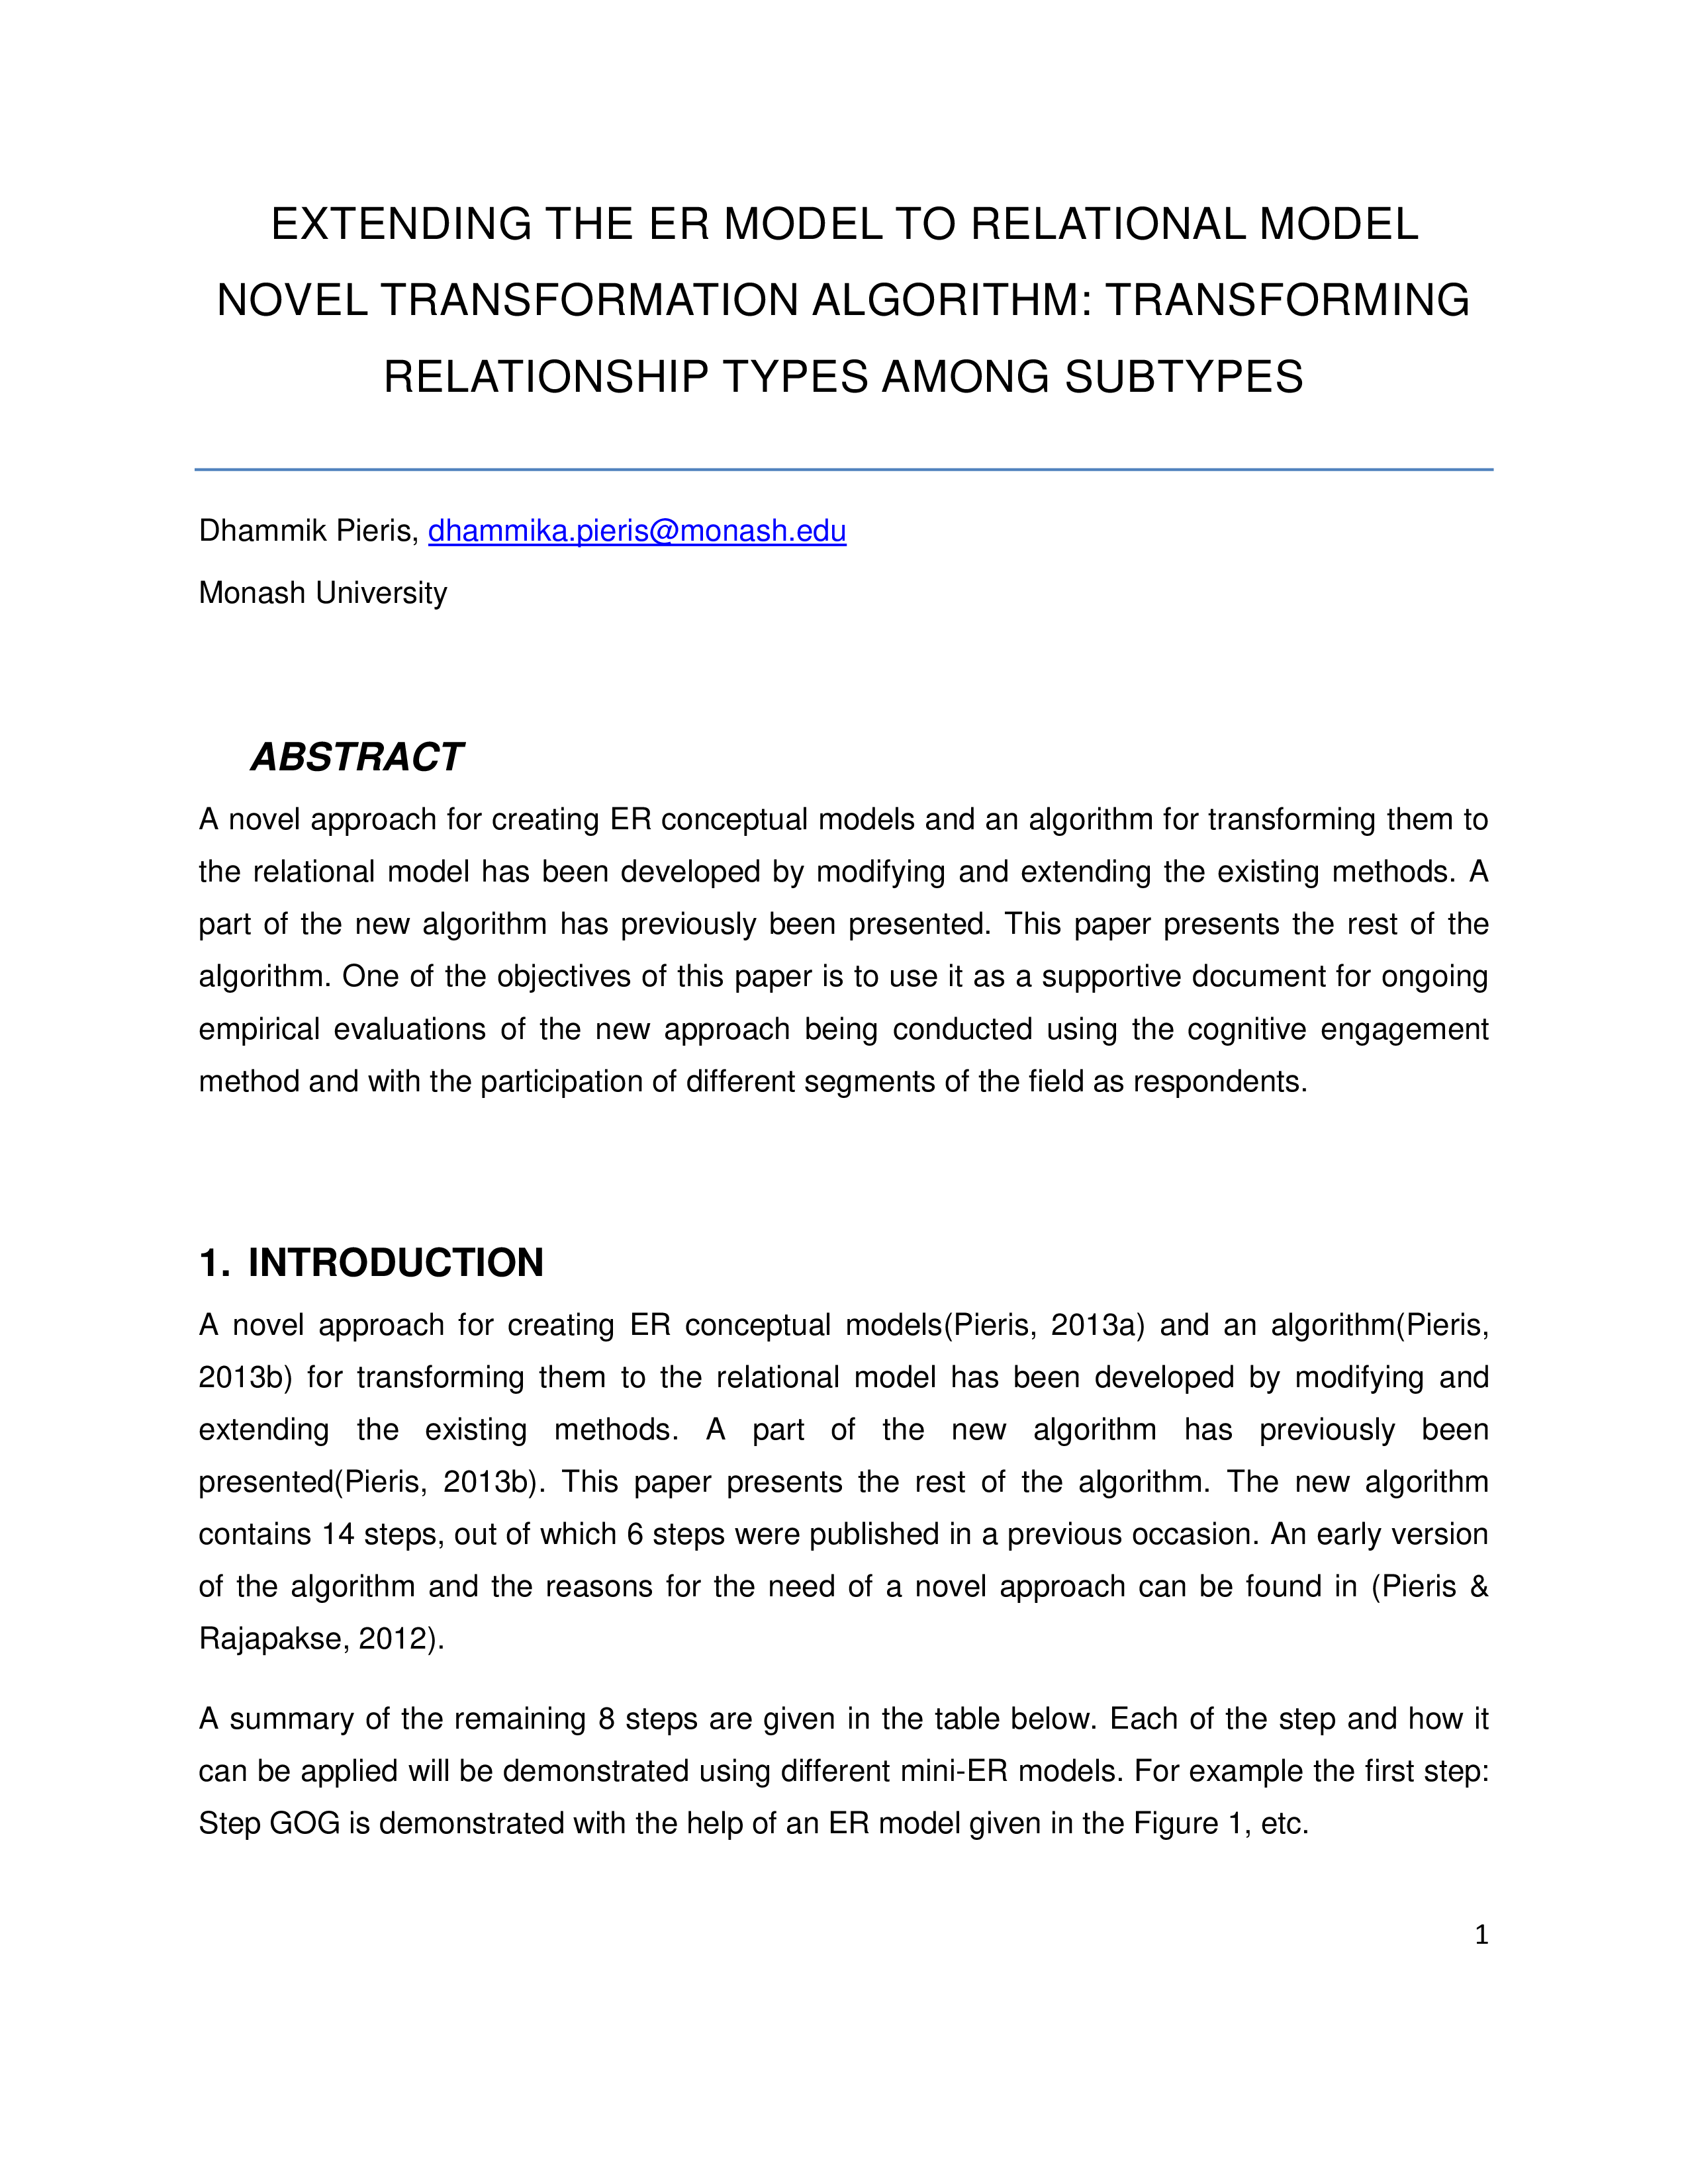 EXTENDING THE ER MODEL TO RELATIONAL MODEL
NOVEL TRANSFORMATION ALGORITHM: TRANSFORMING
RELATIONSHIP TYPES AMONG SUBTYPES
Dhammik Pieris, dhammika.pieris@monash.edu
Monash University
ABSTRACT
A novel approach for creating ER conceptual models and an algorithm for transforming them to
the relational model has been developed by modifying and extending the existing methods. A
part of the new algorithm has previously been presented. This paper presents the rest of the
algorithm. One of the objectives of this paper is to use it as a supportive document for ongoing
empirical evaluations of the new approach being conducted using the cognitive engagement
method and with the participation of different segments of the field as respondents.
1. INTRODUCTION
A novel approach for creating ER conceptual models(Pieris, 2013a) and an algorithm(Pieris,
2013b) for transforming them to the relational model has been developed by modifying and
extending the existing methods. A part of the new algorithm has previously been
presented(Pieris, 2013b). This paper presents the rest of the algorithm. The new algorithm
contains 14 steps, out of which 6 steps were published in a previous occasion. An early version
of the algorithm and the reasons for the need of a novel approach can be found in (Pieris &
Rajapakse, 2012).
A summary of the remaining 8 steps are given in the table below. Each of the step and how it
can be applied will be demonstrated using different mini-ER models. For example the first step:
Step GOG is demonstrated with the help of an ER model given in the Figure 1, etc.
1